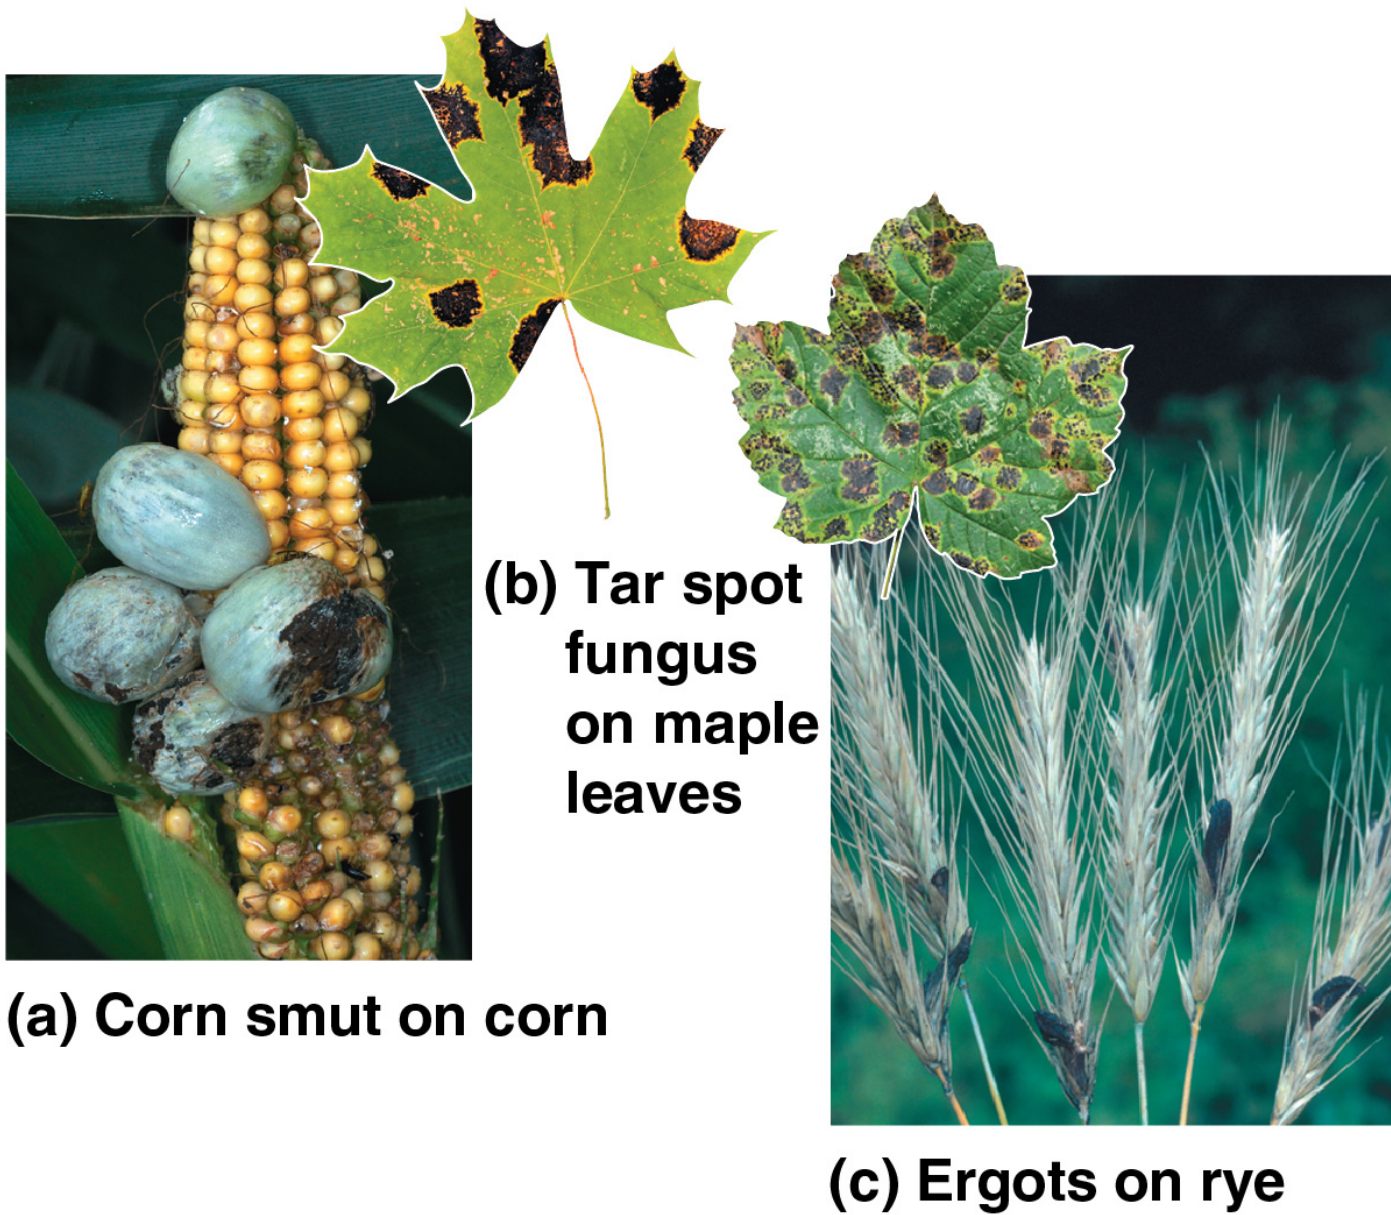 (a) Corn smut on corn
(b) Tar spot
fungus
on maple
leaves
(c) Ergots on rye